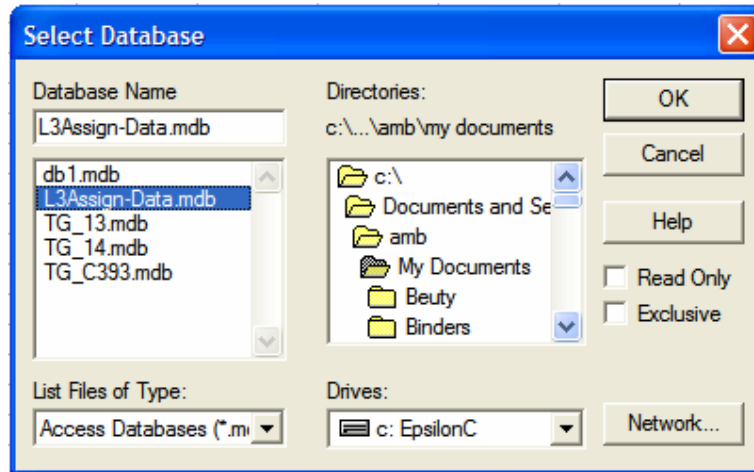 Select Database
Database Name
L3Assign-Data.mdb
db1.mdb
L3Assign-Data.mdb
TG_13.mdb
TG_14.mdb
TG_C393.mdb
List Files of Type:
Access Databases (*.m
Directories:
c:\...\amb\my documents
c:\
Documents and Se
amb
My Documents
Beuty
Binders
Drives:
c: EpsilonC
OK
Cancel
Help
Read Only
Exclusive
Network...